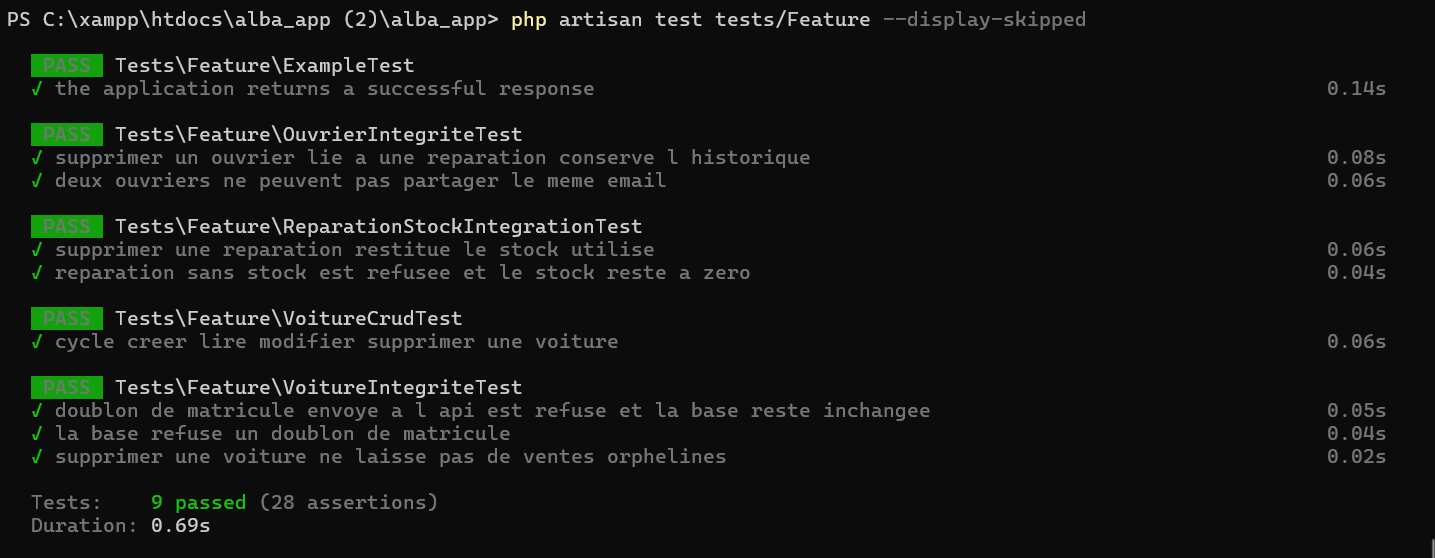 PS C:\xampp\htdocs\alba_app (2)\alba_app> php artisan test tests/Feature --display-skipped
PASS Tests\Feature\ExampleTest
✓ the application returns a successful response 0.14s
PASS Tests\Feature\OuvrierIntegriteTest
✓ supprimer un ouvrier lie a une reparation conserve l historique 0.08s
✓ deux ouvriers ne peuvent pas partager le meme email 0.06s
PASS Tests\Feature\ReparationStockIntegrationTest
✓ supprimer une reparation restitue le stock utilise 0.06s
✓ reparation sans stock est refusee et le stock reste a zero 0.04s
PASS Tests\Feature\VoitureCrudTest
✓ cycle creer lire modifier supprimer une voiture 0.06s
PASS Tests\Feature\VoitureIntegriteTest
✓ doublon de matricule envoye a l api est refuse et la base reste inchangee 0.05s
✓ la base refuse un doublon de matricule 0.04s
✓ supprimer une voiture ne laisse pas de ventes orphelines 0.02s
Tests: 9 passed (28 assertions)
Duration: 0.69s